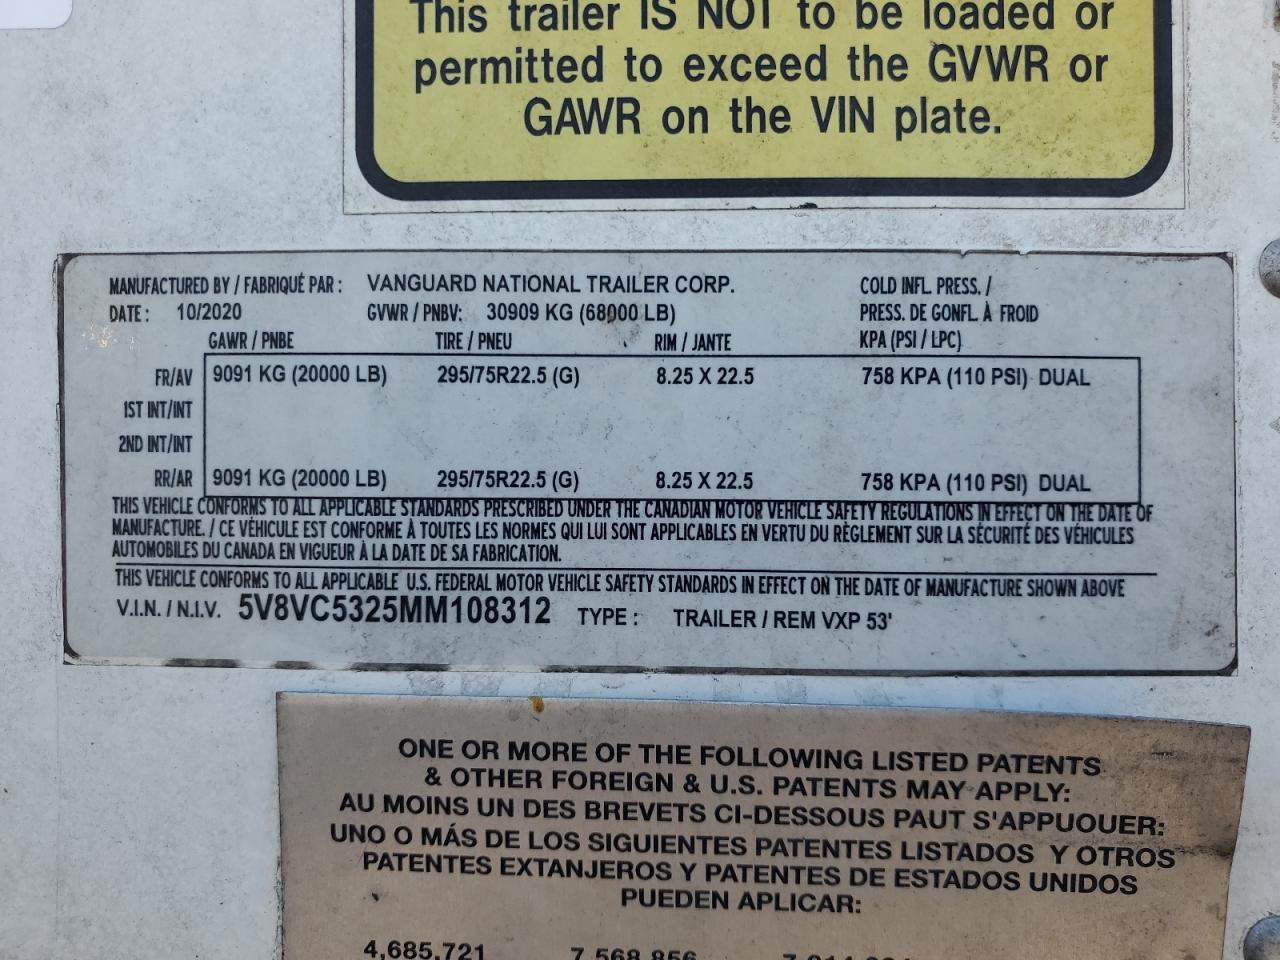 This trailer IS NOT to be loaded or
permitted to exceed the GVWR or
GAWR on the VIN plate.
MANUFACTURED BY / FABRIQUÉ PAR : VANGUARD NATIONAL TRAILER CORP. COLD INFL. PRESS. /
DATE : 10/2020 GVWR / PNBV: 30909 KG (68000 LB) PRESS. DE GONFL. À FROID
GAWR / PNBE TIRE / PNEU RIM / JANTE KPA (PSI / LPC)
FR/AV 9091 KG (20000 LB) 295/75R22.5 (G) 8.25 X 22.5 758 KPA (110 PSI) DUAL
1ST INT/INT
2ND INT/INT
RR/AR 9091 KG (20000 LB) 295/75R22.5 (G) 8.25 X 22.5 758 KPA (110 PSI) DUAL
THIS VEHICLE CONFORMS TO ALL APPLICABLE STANDARDS PRESCRIBED UNDER THE CANADIAN MOTOR VEHICLE SAFETY REGULATIONS IN EFFECT ON THE DATE OF
MANUFACTURE. / CE VÉHICULE EST CONFORME À TOUTES LES NORMES QUI LUI SONT APPLICABLES EN VERTU DU RÈGLEMENT SUR LA SÉCURITÉ DES VÉHICULES
AUTOMOBILES DU CANADA EN VIGUEUR À LA DATE DE SA FABRICATION.
THIS VEHICLE CONFORMS TO ALL APPLICABLE U.S. FEDERAL MOTOR VEHICLE SAFETY STANDARDS IN EFFECT ON THE DATE OF MANUFACTURE SHOWN ABOVE
V.I.N. / N.I.V. 5V8VC5325MM108312 TYPE : TRAILER / REM VXP 53'
ONE OR MORE OF THE FOLLOWING LISTED PATENTS
& OTHER FOREIGN & U.S. PATENTS MAY APPLY:
AU MOINS UN DES BREVETS CI-DESSOUS PAUT S'APPUOUER:
UNO O MÁS DE LOS SIGUIENTES PATENTES LISTADOS Y OTROS
PATENTES EXTANJEROS Y PATENTES DE ESTADOS UNIDOS
PUEDEN APLICAR:
4,685,721 7,568,856